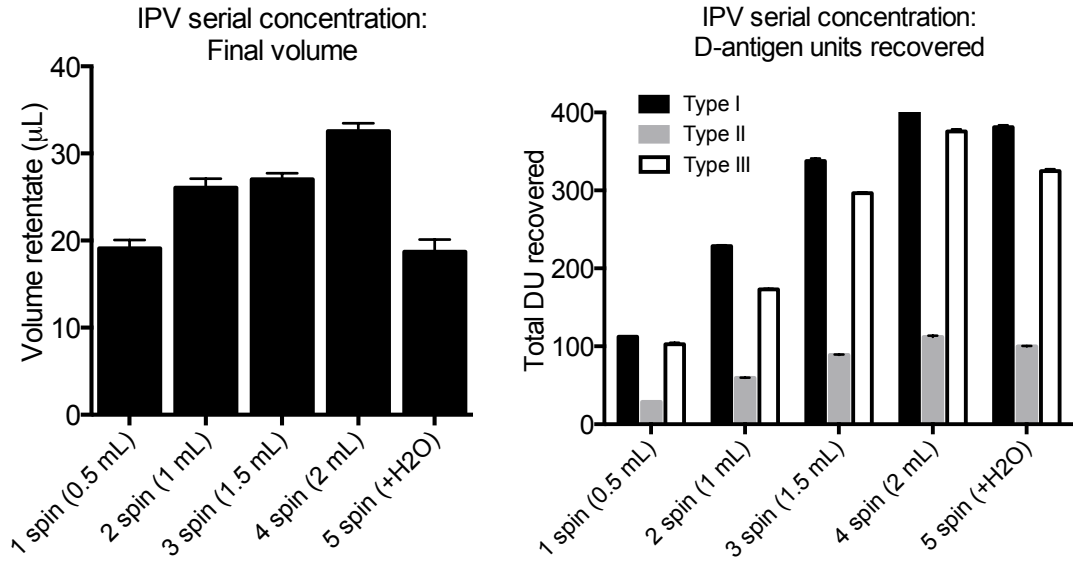 IPV serial concentration:
Final volume
Volume retentate (μL)
40
30
20
10
0
1 spin (0.5 mL)
2 spin (1 mL)
3 spin (1.5 mL)
4 spin (2 mL)
5 spin (+H2O)
IPV serial concentration:
D-antigen units recovered
Type I
Type II
Type III
Total DU recovered
400
300
200
100
0
1 spin (0.5 mL)
2 spin (1 mL)
3 spin (1.5 mL)
4 spin (2 mL)
5 spin (+H2O)